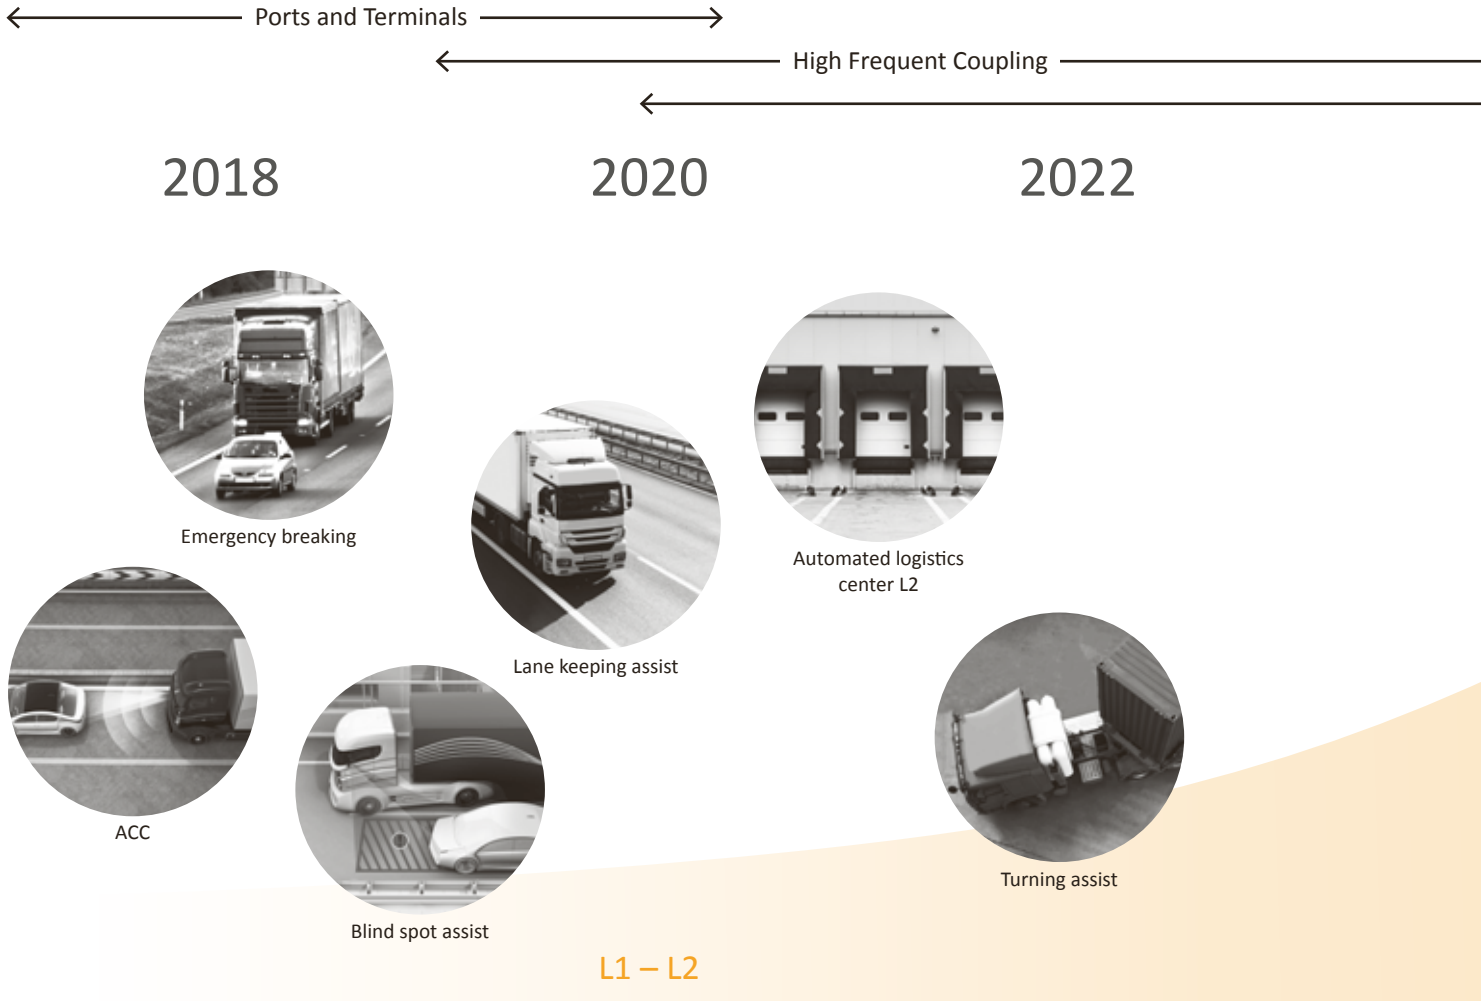 Ports and Terminals
High Frequent Coupling
2018
2020
2022
Emergency breaking
Automated logistics
center L2
Lane keeping assist
ACC
Turning assist
Blind spot assist
L1 – L2